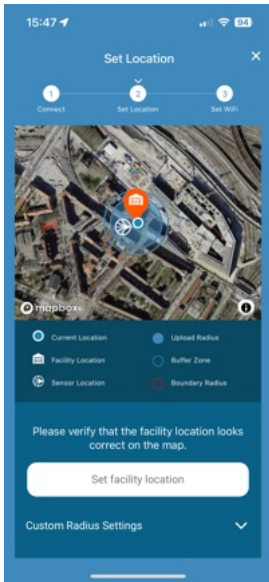 15:47
94
Set Location
×
1 2 3
Connect Set Location Set WiFi
mapbox
Current Location Upload Radius
Facility Location Buffer Zone
Sensor Location Boundary Radius
Please verify that the facility location looks
correct on the map.
Set facility location
Custom Radius Settings